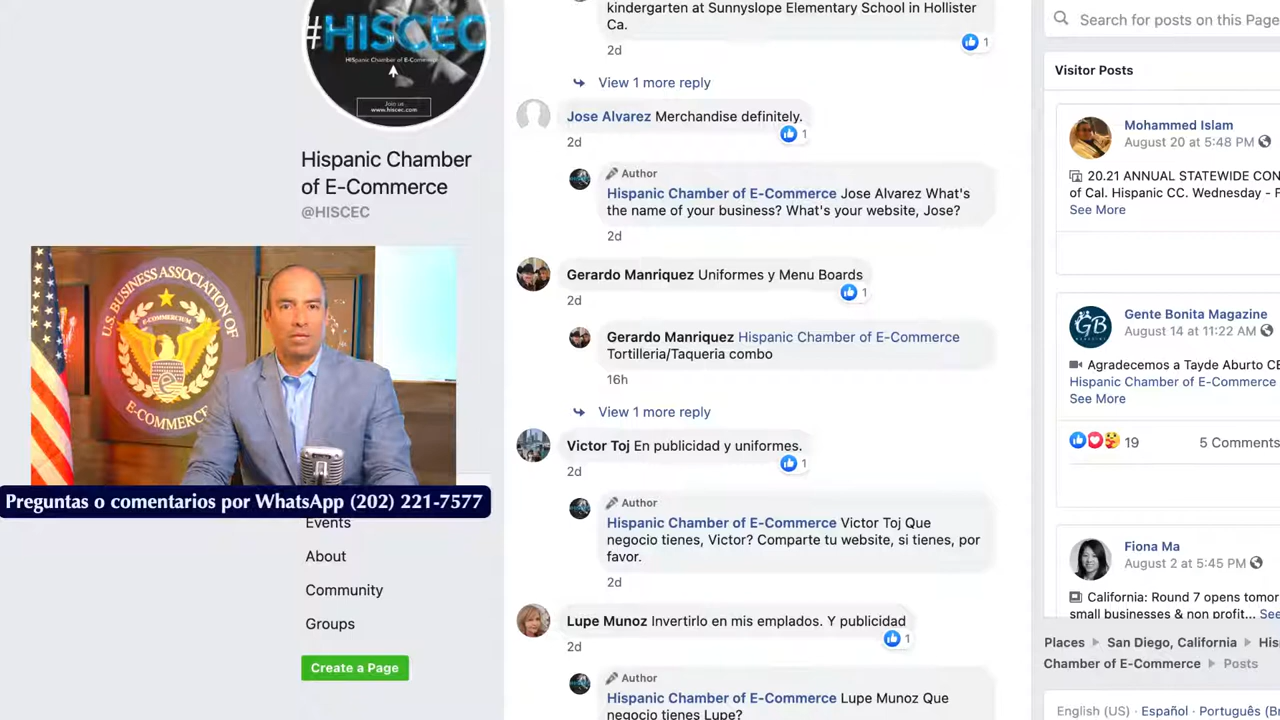 #HISCEC
HISpanic Chamber of E-Commerce
Join us
www.hiscec.com
Hispanic Chamber
of E-Commerce
@HISCEC
U.S. BUSINESS ASSOCIATION OF
E-COMMERCIUM
e
E-COMMERCE
Preguntas o comentarios por WhatsApp (202) 221-7577
Events
About
Community
Groups
Create a Page
kindergarten at Sunnyslope Elementary School in Hollister
Ca.
1
2d
View 1 more reply
Jose Alvarez Merchandise definitely.
1
2d
Author
Hispanic Chamber of E-Commerce Jose Alvarez What's
the name of your business? What's your website, Jose?
2d
Gerardo Manriquez Uniformes y Menu Boards
1
2d
Gerardo Manriquez Hispanic Chamber of E-Commerce
Tortilleria/Taqueria combo
16h
View 1 more reply
Victor Toj En publicidad y uniformes.
1
2d
Author
Hispanic Chamber of E-Commerce Victor Toj Que
negocio tienes, Victor? Comparte tu website, si tienes, por
favor.
2d
Lupe Munoz Invertirlo en mis emplados. Y publicidad
1
2d
Author
Hispanic Chamber of E-Commerce Lupe Munoz Que
negocio tienes Lupe?
Search for posts on this Page
Visitor Posts
Mohammed Islam
August 20 at 5:48 PM
20.21 ANNUAL STATEWIDE CON
of Cal. Hispanic CC. Wednesday - F
See More
GB
Gente Bonita Magazine
August 14 at 11:22 AM
Agradecemos a Tayde Aburto CE
Hispanic Chamber of E-Commerce
See More
19
5 Comments
Fiona Ma
August 2 at 5:45 PM
California: Round 7 opens tomor
small businesses & non profit... See
Places San Diego, California His
Chamber of E-Commerce Posts
English (US) · Español · Português (Br